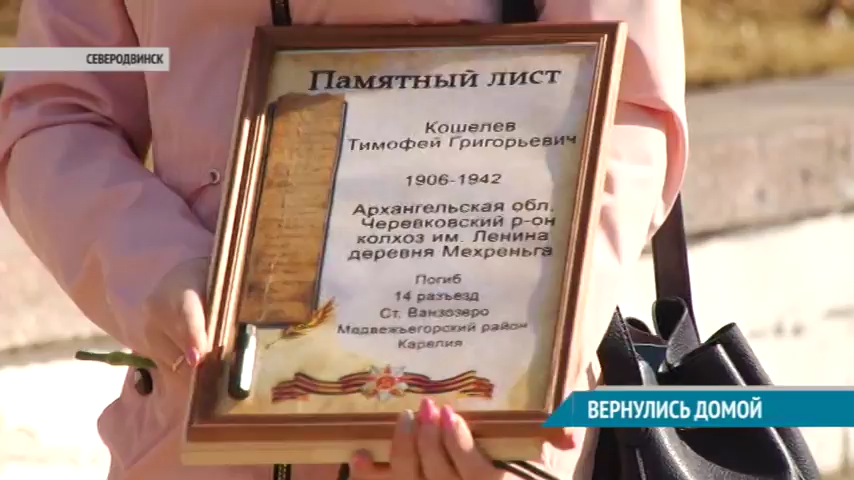 СЕВЕРОДВИНСК
Памятный лист
Кошелев
Тимофей Григорьевич
1906-1942
Архангельская обл.
Черевковский р-он
колхоз им. Ленина
деревня Мехреньга
Погиб
14 разъезд
Ст. Ванзозеро
Медвежьегорский район
Карелия
ВЕРНУЛИСЬ ДОМОЙ